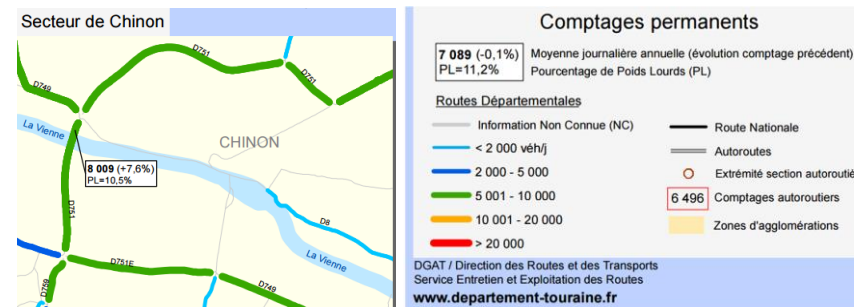 Secteur de Chinon
D751
D751
D749
La Vienne
CHINON
8 009 (+7,6%)
PL=10,5%
D751
D8
La Vienne
D751E
D749
D759
Comptages permanents
7 089 (-0,1%) Moyenne journalière annuelle (évolution comptage précédent)
PL=11,2% Pourcentage de Poids Lourds (PL)
Routes Départementales
Information Non Connue (NC)
< 2 000 véh/j
2 000 - 5 000
5 001 - 10 000
10 001 - 20 000
> 20 000
Route Nationale
Autoroutes
Extrémité section autorouti
6 496 Comptages autoroutiers
Zones d'agglomérations
DGAT / Direction des Routes et des Transports
Service Entretien et Exploitation des Routes
www.departement-touraine.fr